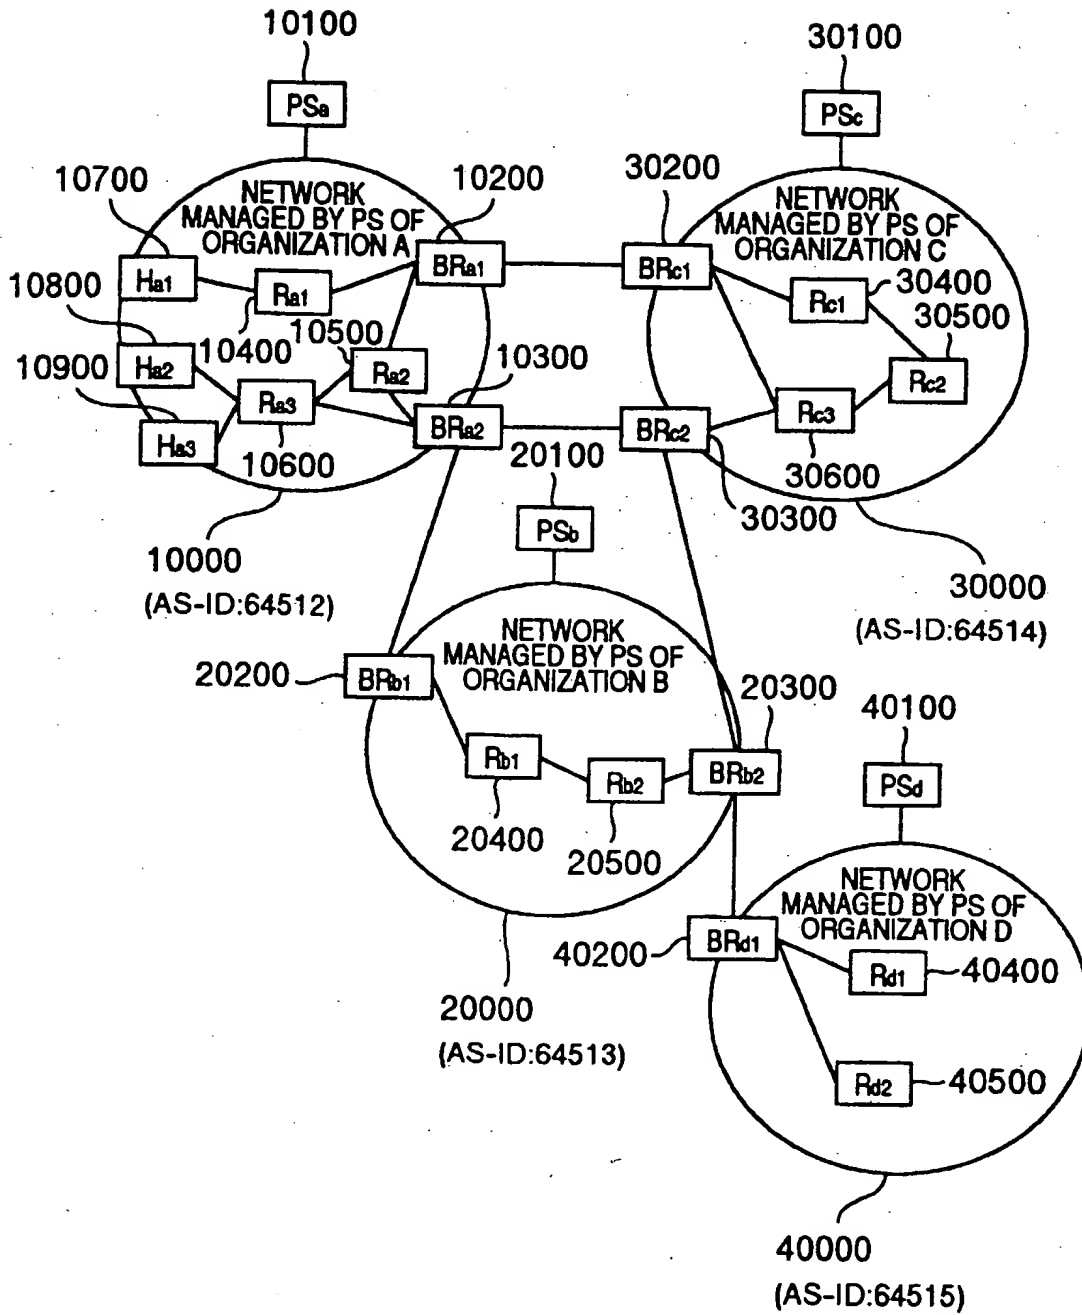 10100
30100
PSa
PSc
10700
10200
30200
NETWORK
MANAGED BY PS OF
ORGANIZATION A
NETWORK
MANAGED BY PS OF
ORGANIZATION C
Ha1
BRa1
BRc1
10800
Ra1
Rc1
30400
10500
30500
10400
10900
Ha2
Ra2
10300
Rc2
Ra3
Rc3
Ha3
BRa2
BRc2
10600
20100
30600
30300
PSb
10000
(AS-ID:64512)
30000
(AS-ID:64514)
NETWORK
MANAGED BY PS OF
ORGANIZATION B
20200
BRb1
20300
40100
Rb1
Rb2
BRb2
PSd
20400
20500
NETWORK
MANAGED BY PS OF
ORGANIZATION D
40200
BRd1
Rd1
40400
20000
(AS-ID:64513)
Rd2
40500
40000
(AS-ID:64515)